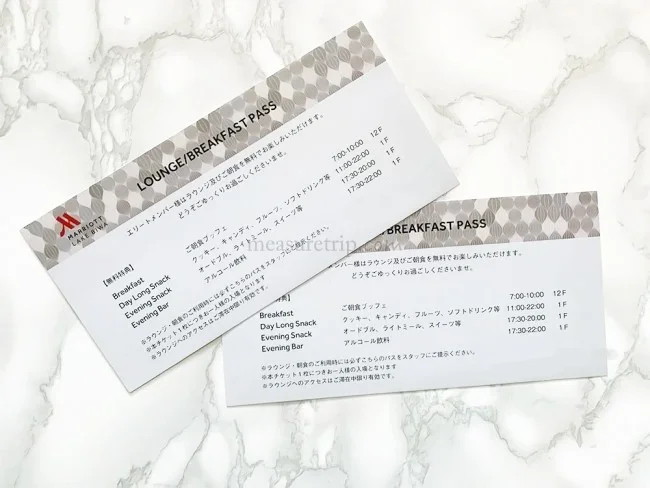 MARRIOTT
LAKE BIWA
LOUNGE/BREAKFAST PASS
エリートメンバー様はラウンジ及びご朝食を無料でお楽しみいただけます。
どうぞごゆっくりお過ごしくださいませ。
【無料特典】
Breakfast ご朝食ブッフェ 7:00-10:00 12F
Day Long Snack クッキー、キャンディ、フルーツ、ソフトドリンク等 11:00-22:00 1F
Evening Snack オードブル、ライトミール、スイーツ等 17:30-20:00 1F
Evening Bar アルコール飲料 17:30-22:00 1F
※ラウンジ・朝食のご利用時には必ずこちらのパスをスタッフにご提示ください。
※本チケット1枚につきお一人様の入場となります
※ラウンジへのアクセスはご滞在中限り有効です。
measuretrip.com
/BREAKFAST PASS
メンバー様はラウンジ及びご朝食を無料でお楽しみいただけます。
どうぞごゆっくりお過ごしくださいませ。
典】
Breakfast ご朝食ブッフェ 7:00-10:00 12F
Day Long Snack クッキー、キャンディ、フルーツ、ソフトドリンク等 11:00-22:00 1F
Evening Snack オードブル、ライトミール、スイーツ等 17:30-20:00 1F
Evening Bar アルコール飲料 17:30-22:00 1F
※ラウンジ・朝食のご利用時には必ずこちらのパスをスタッフにご提示ください。
※本チケット1枚につきお一人様の入場となります
※ラウンジへのアクセスはご滞在中限り有効です。